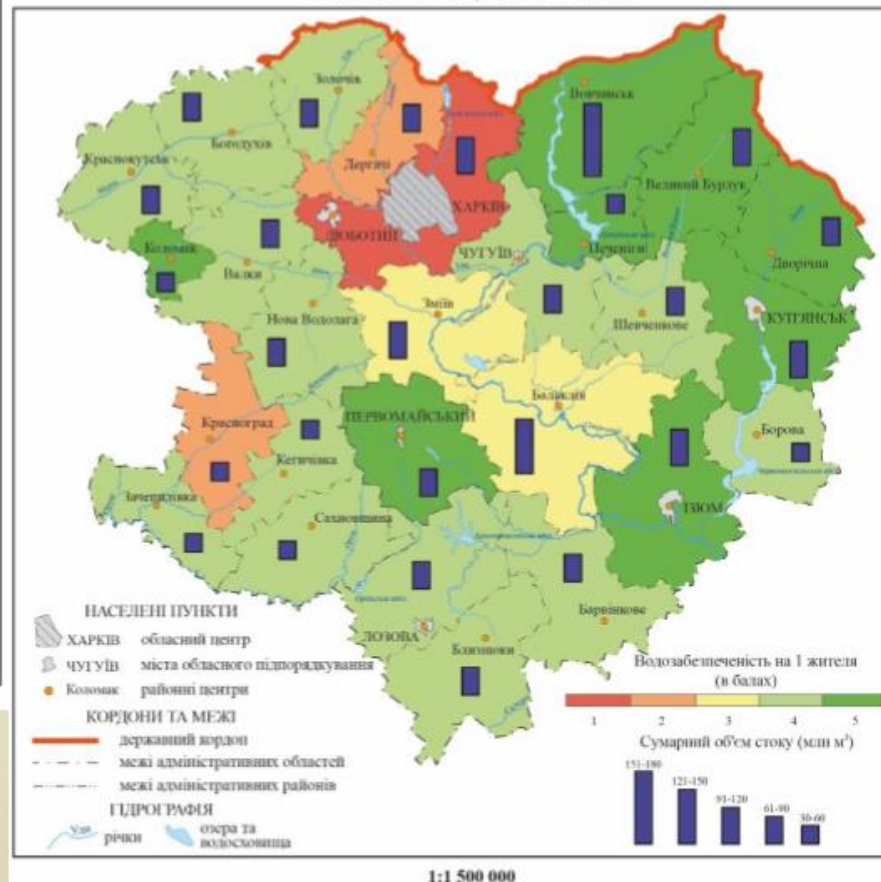 Золочів
Вовчанськ
Богодухів
Краснокутськ
Дергачі
Великий Бурлук
ХАРКІВ
ЛЮБОТИН
Коломак
ЧУГУЇВ
Печеніги
Дворічна
Валки
Зміїв
Нова Водолага
Шевченкове
КУП'ЯНСЬК
Балаклія
ПЕРВОМАЙСЬКИЙ
Красноград
Борова
Кегичівка
Зачепилівка
Сахновщина
ІЗЮМ
Барвінкове
ЛОЗОВА
Близнюки
НАСЕЛЕНІ ПУНКТИ
ХАРКІВ обласний центр
ЧУГУЇВ міста обласного підпорядкування
Коломак районні центри
КОРДОНИ ТА МЕЖІ
державний кордон
межі адміністративних областей
межі адміністративних районів
ГІДРОГРАФІЯ
Уди річки
озера та
водосховища
Водозабезпеченість на 1 жителя
(в балах)
1 2 3 4 5
Сумарний об'єм стоку (млн м³)
151-180
121-150
91-120
61-90
30-60
1:1 500 000